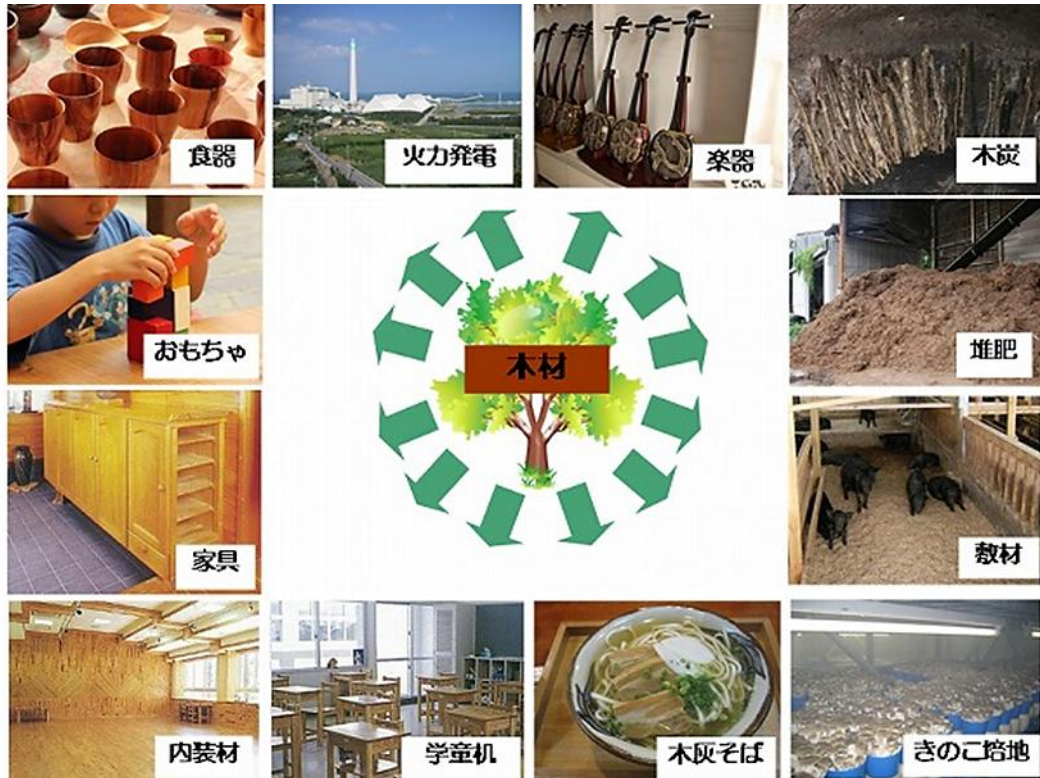 食器
火力発電
楽器
木炭
おもちゃ
木材
堆肥
家具
敷材
内装材
学童机
木灰そば
きのこ培地